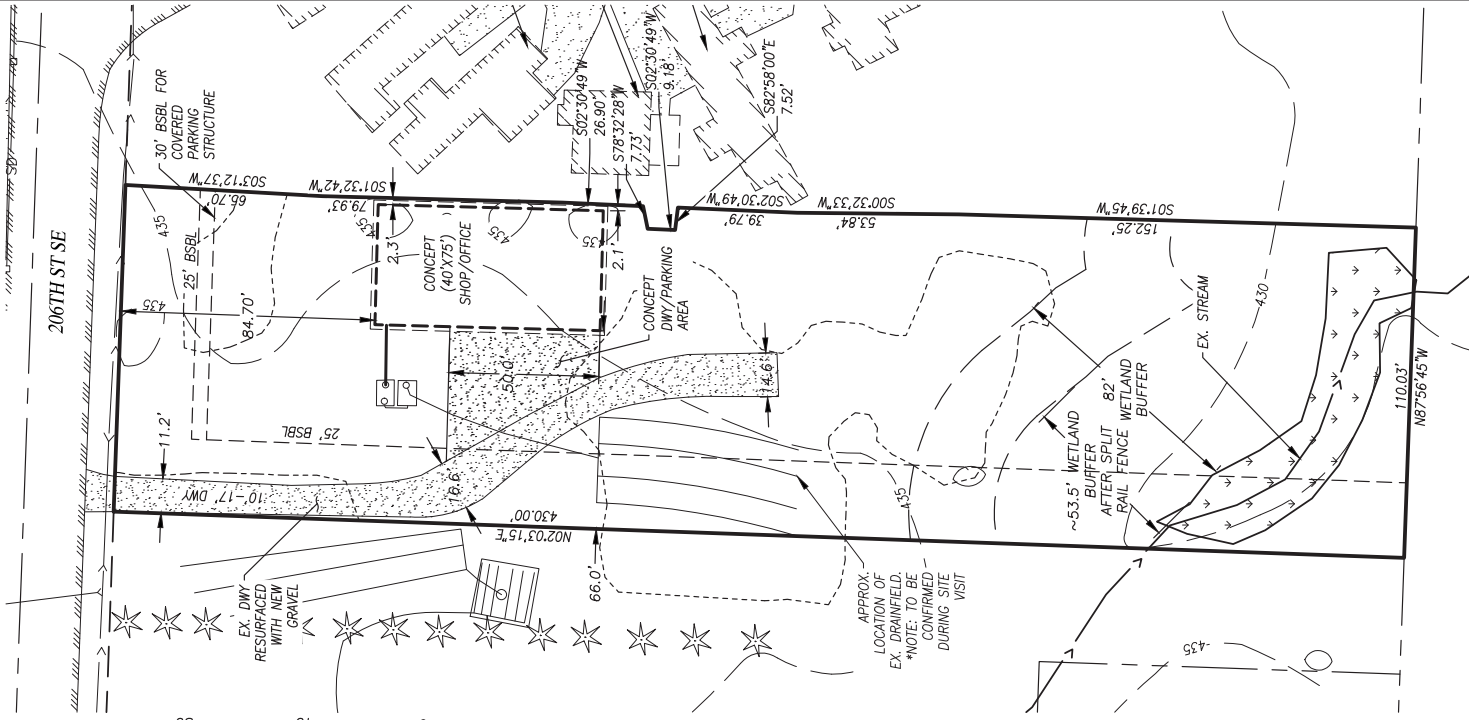 SD
206TH ST SE
30' BSBL FOR
COVERED
PARKING
STRUCTURE
S03°12'37"W
66.70'
S01°32'42"W
79.93'
S02°30'49"W
26.90'
S78°32'28"W
7.73'
S02°30'49"W
9.18'
S82°58'00"E
7.52'
S02°30'49"W
39.79'
S00°32'33"W
53.84'
S01°39'45"W
152.25'
435
25' BSBL
435
84.70'
435
2.3'
CONCEPT
(40'X75')
SHOP/OFFICE
435
435
2.1'
CONCEPT
DWY/PARKING
AREA
50.0'
14.6'
430
EX. STREAM
82'
WETLAND
BUFFER
~53.5' WETLAND
BUFFER
AFTER SPLIT
RAIL FENCE
110.03'
N87°56'45"W
11.2'
25' BSBL
10'-17' DWY
16.6'
430.00'
N02°03'15"E
435
66.0'
EX. DWY
RESURFACED
WITH NEW
GRAVEL
APPROX.
LOCATION OF
EX. DRAINFIELD.
*NOTE: TO BE
CONFIRMED
DURING SITE
VISIT
435